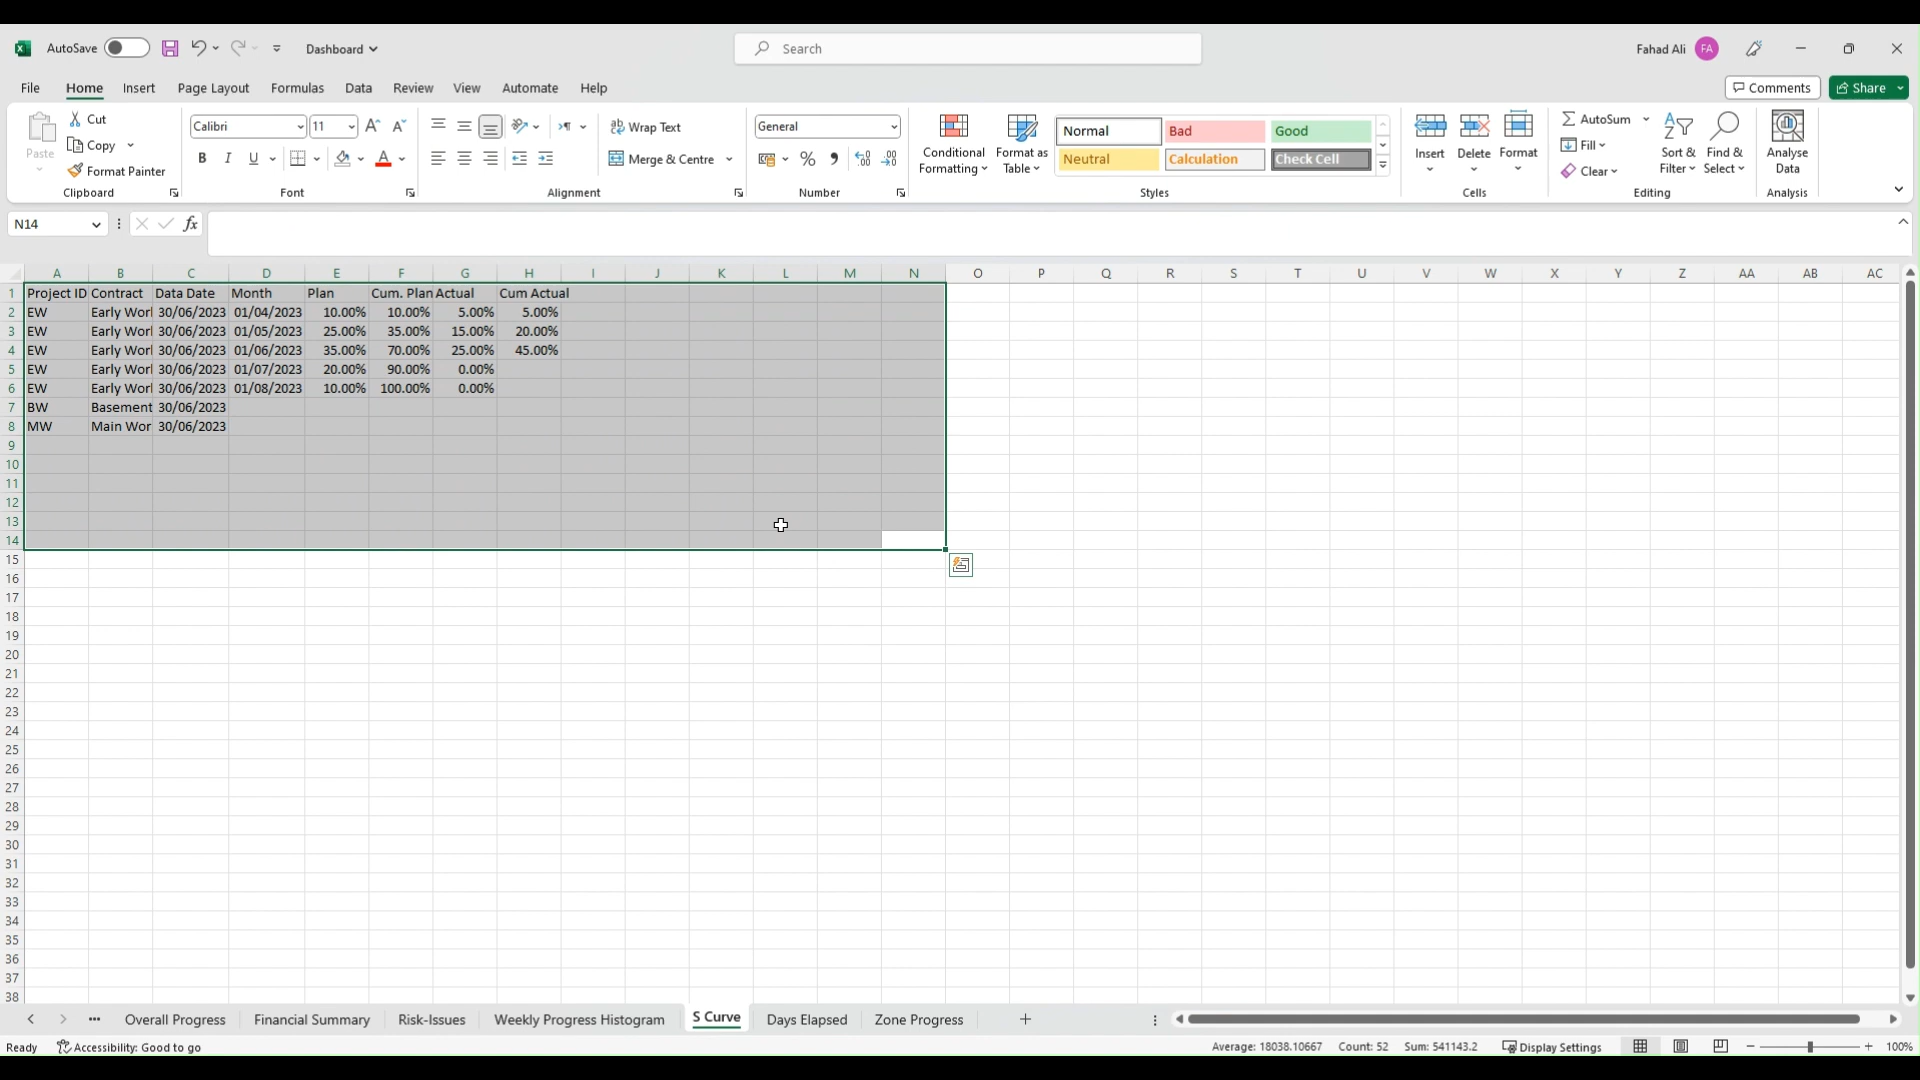 AutoSave Dashboard Search Fahad Ali FA
File Home Insert Page Layout Formulas Data Review View Automate Help Comments Share
Paste Cut Copy Format Painter Clipboard
Calibri 11 B I U A Font
Wrap Text Merge & Centre Alignment
General % Number
Conditional Formatting Format as Table Normal Bad Good
Neutral Calculation Check Cell
Styles
Insert Delete Format Cells
AutoSum Fill Clear Sort & Filter Find & Select Editing
Analyse Data Analysis
N14 fx
A B C D E F G H I J K L M N O P Q R S T U V W X Y Z AA AB AC
1 Project ID Contract Data Date Month Plan Cum. Plan Actual Cum Actual
2 EW Early Worl 30/06/2023 01/04/2023 10.00% 10.00% 5.00% 5.00%
3 EW Early Worl 30/06/2023 01/05/2023 25.00% 35.00% 15.00% 20.00%
4 EW Early Worl 30/06/2023 01/06/2023 35.00% 70.00% 25.00% 45.00%
5 EW Early Worl 30/06/2023 01/07/2023 20.00% 90.00% 0.00%
6 EW Early Worl 30/06/2023 01/08/2023 10.00% 100.00% 0.00%
7 BW Basement 30/06/2023
8 MW Main Wor 30/06/2023
9
10
11
12
13
14
15
16
17
18
19
20
21
22
23
24
25
26
27
28
29
30
31
32
33
34
35
36
37
38
Overall Progress Financial Summary Risk-Issues Weekly Progress Histogram S Curve Days Elapsed Zone Progress
Ready Accessibility: Good to go Average: 18038.10667 Count: 52 Sum: 541143.2 Display Settings 100%